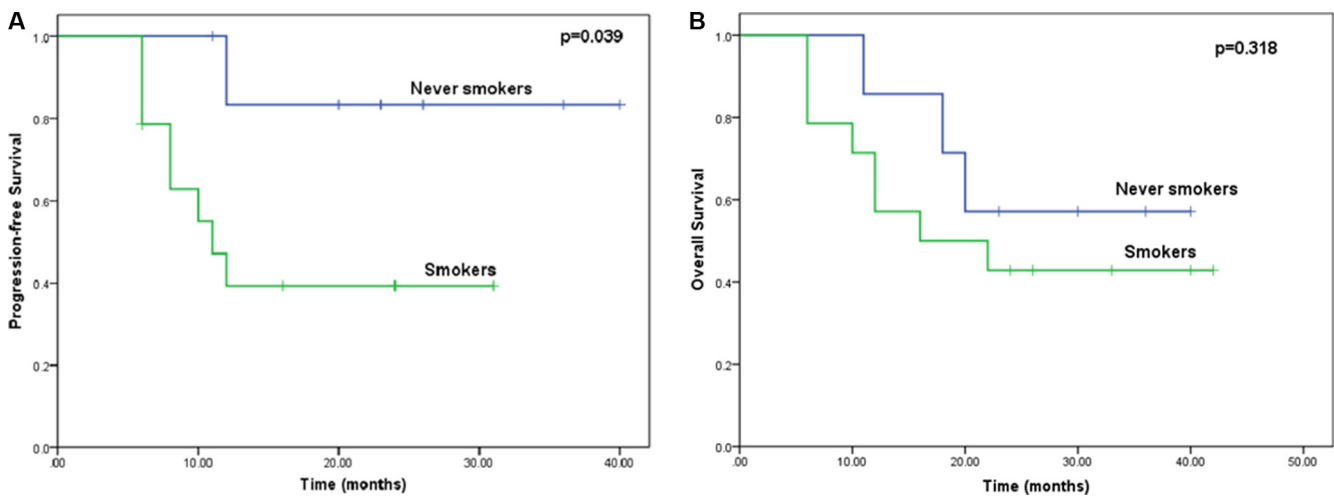 A
p=0.039
Never smokers
Smokers
Progression-free Survival
1.0
0.8
0.6
0.4
0.2
0.0
.00 10.00 20.00 30.00 40.00
Time (months)
B
p=0.318
Never smokers
Smokers
Overall Survival
1.0
0.8
0.6
0.4
0.2
0.0
.00 10.00 20.00 30.00 40.00 50.00
Time (months)